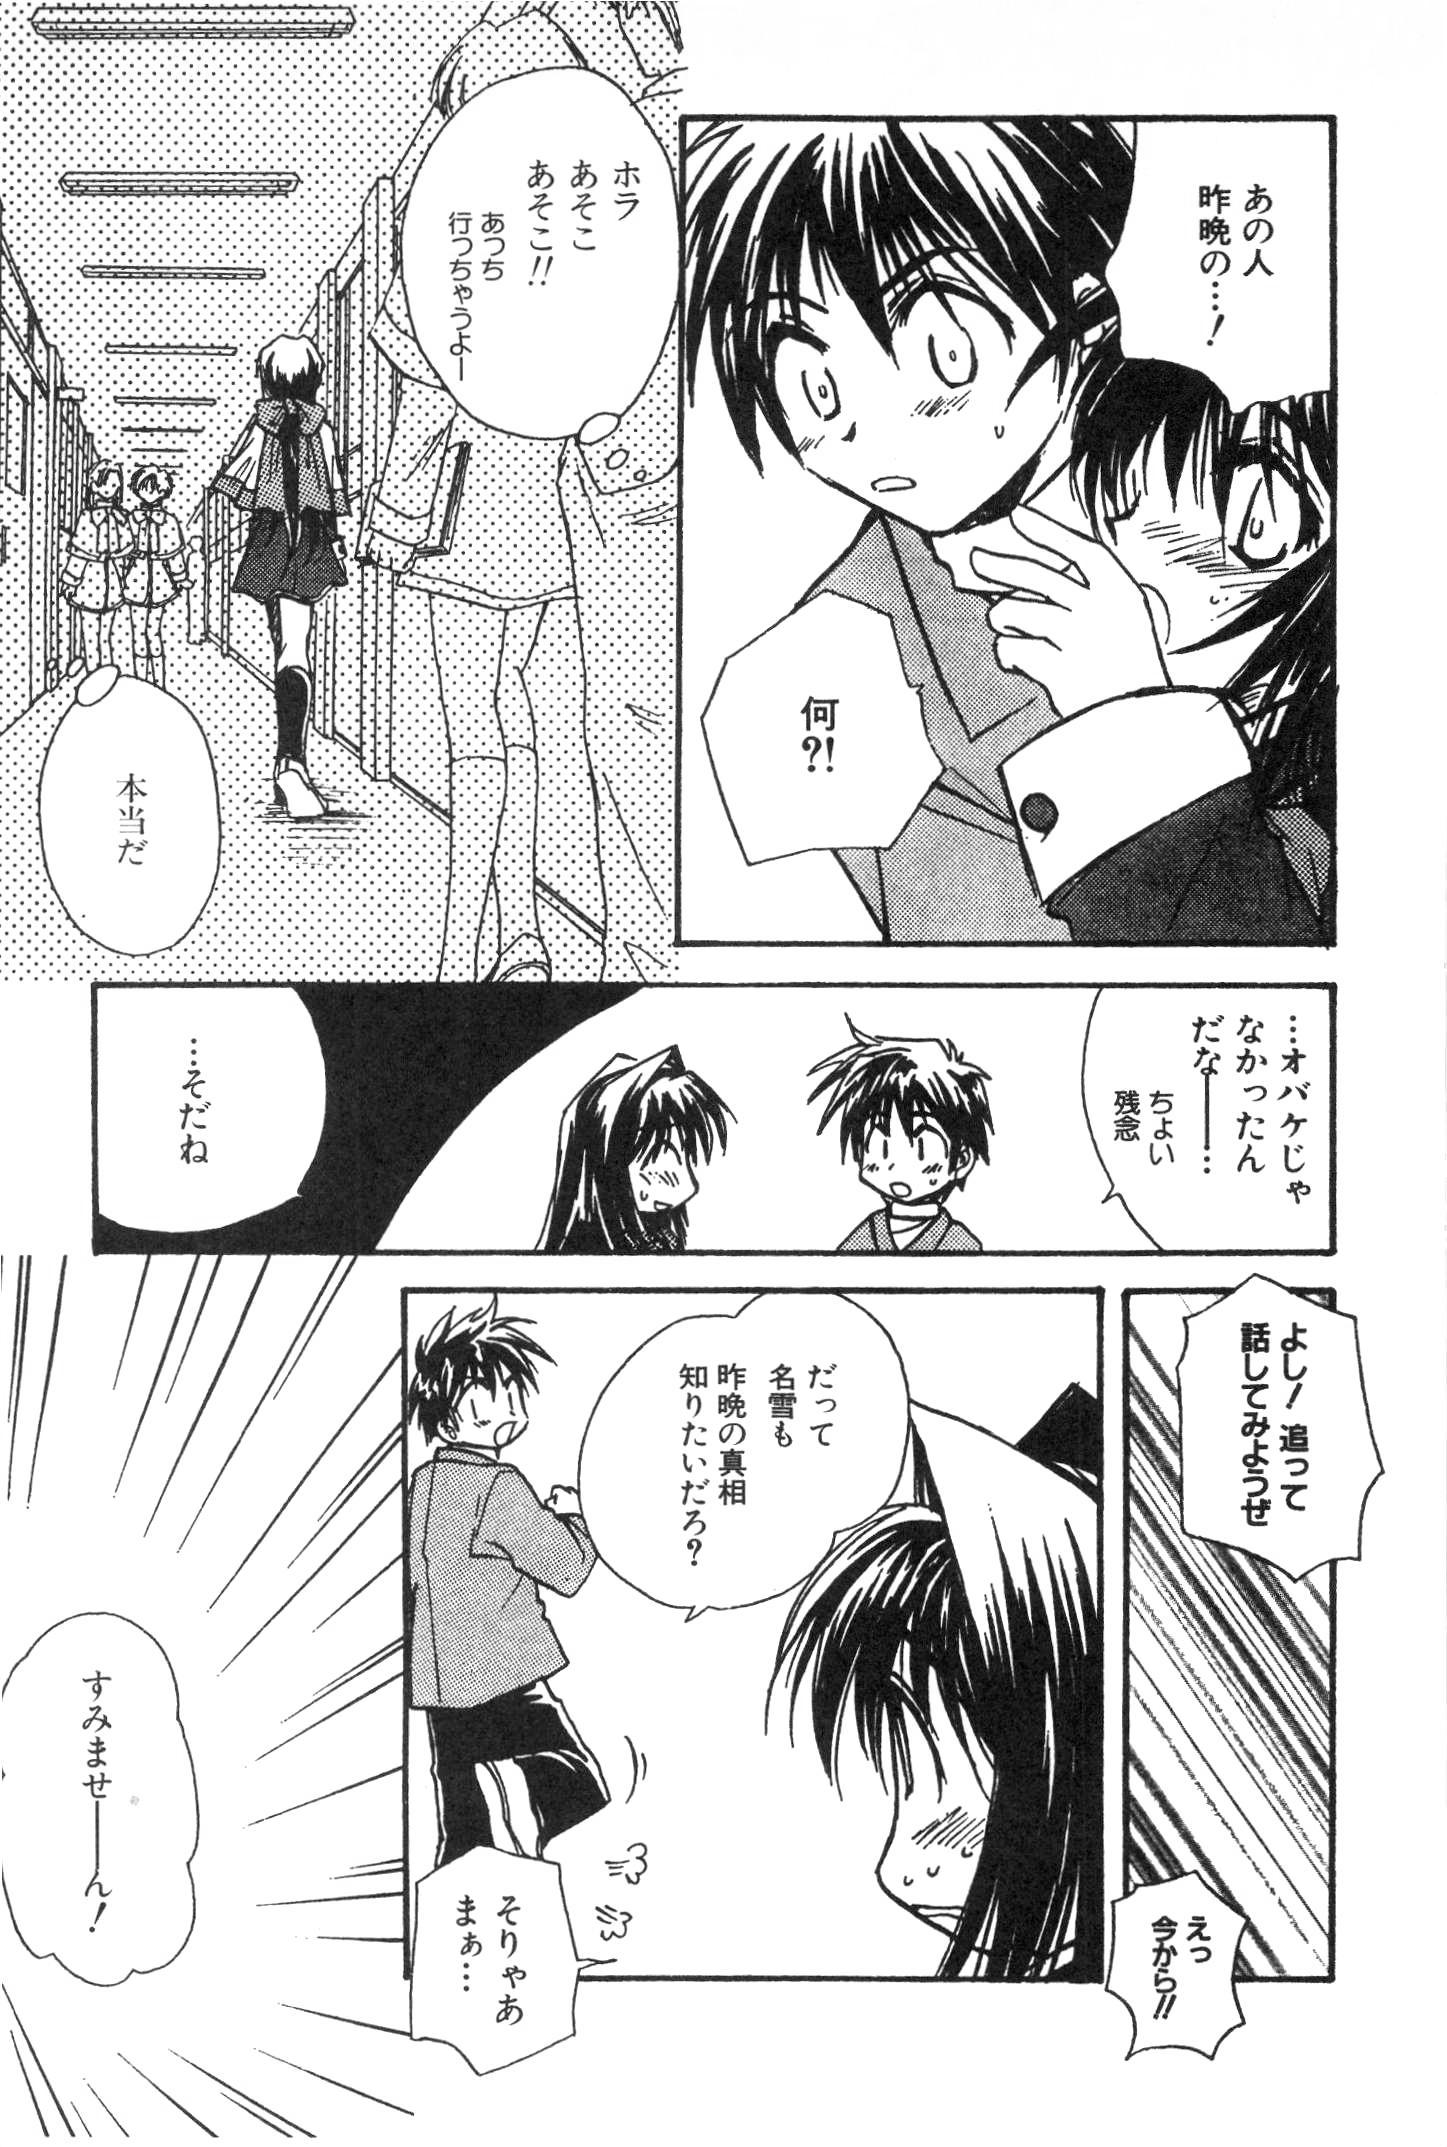 あの人
昨晩の…!
何?!
ホラ
あそこ
あそこ!!
あっち
行っちゃうよー
本当だ
…オバケじゃ
なかったん
だな――…
ちょい
残念
…そだね
よし!追って
話してみようぜ
えっ
今から!!
だって
名雪も
昨晩の真相
知りたいだろ?
そりゃあ
まぁ…
すみませ――ん!